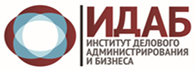 ИДАБ
ИНСТИТУТ ДЕЛОВОГО
АДМИНИСТРИРОВАНИЯ
И БИЗНЕСА